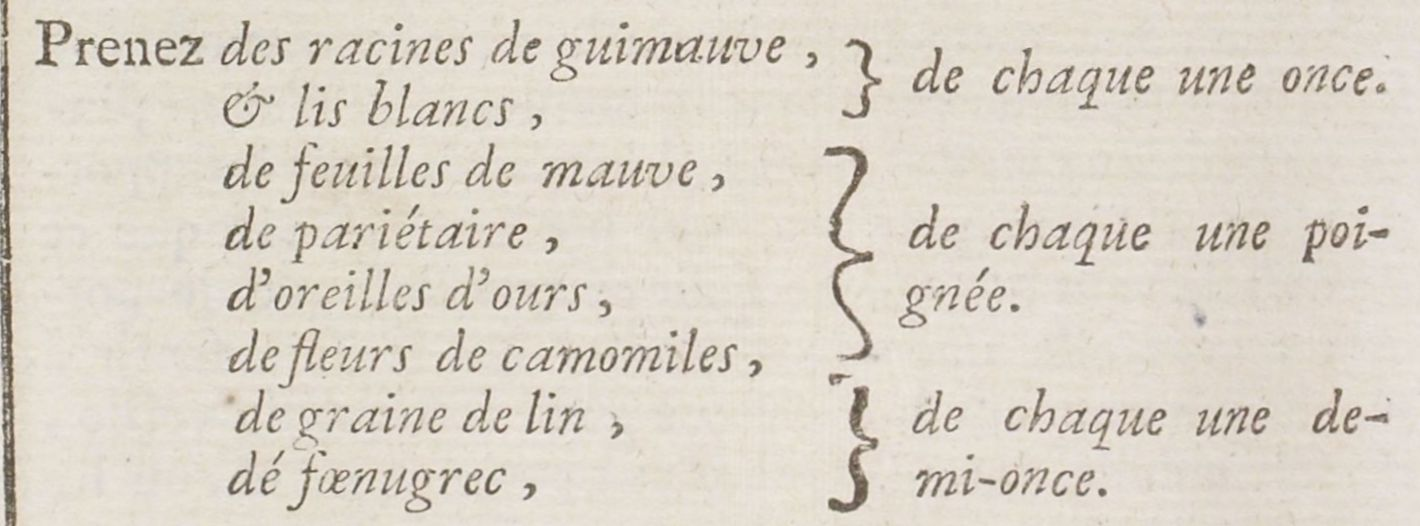 Prenez des racines de guimauve ,
& lis blancs ,
de chaque une once.
de feuilles de mauve ,
de pariétaire ,
d'oreilles d'ours ,
de fleurs de camomiles ,
de chaque une poi-
gnée.
de graine de lin ,
dé fœnugrec ,
de chaque une de-
mi-once.